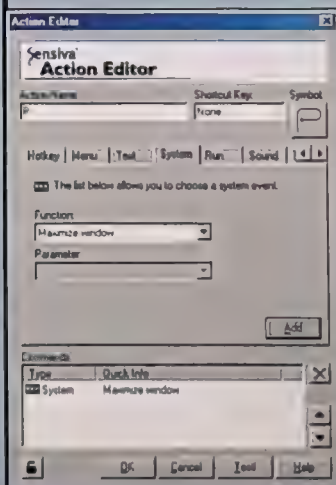 Action Editor
Sensiva
Action Editor
Action Name Shortcut Key: Symbol:
P None
Hotkey Menu Text System Run Sound
The list below allows you to choose a system event.
Function
Maximize window
Parameter
Add
Commands
Type Quick Info
System Maximize window
OK Cancel Test! Help